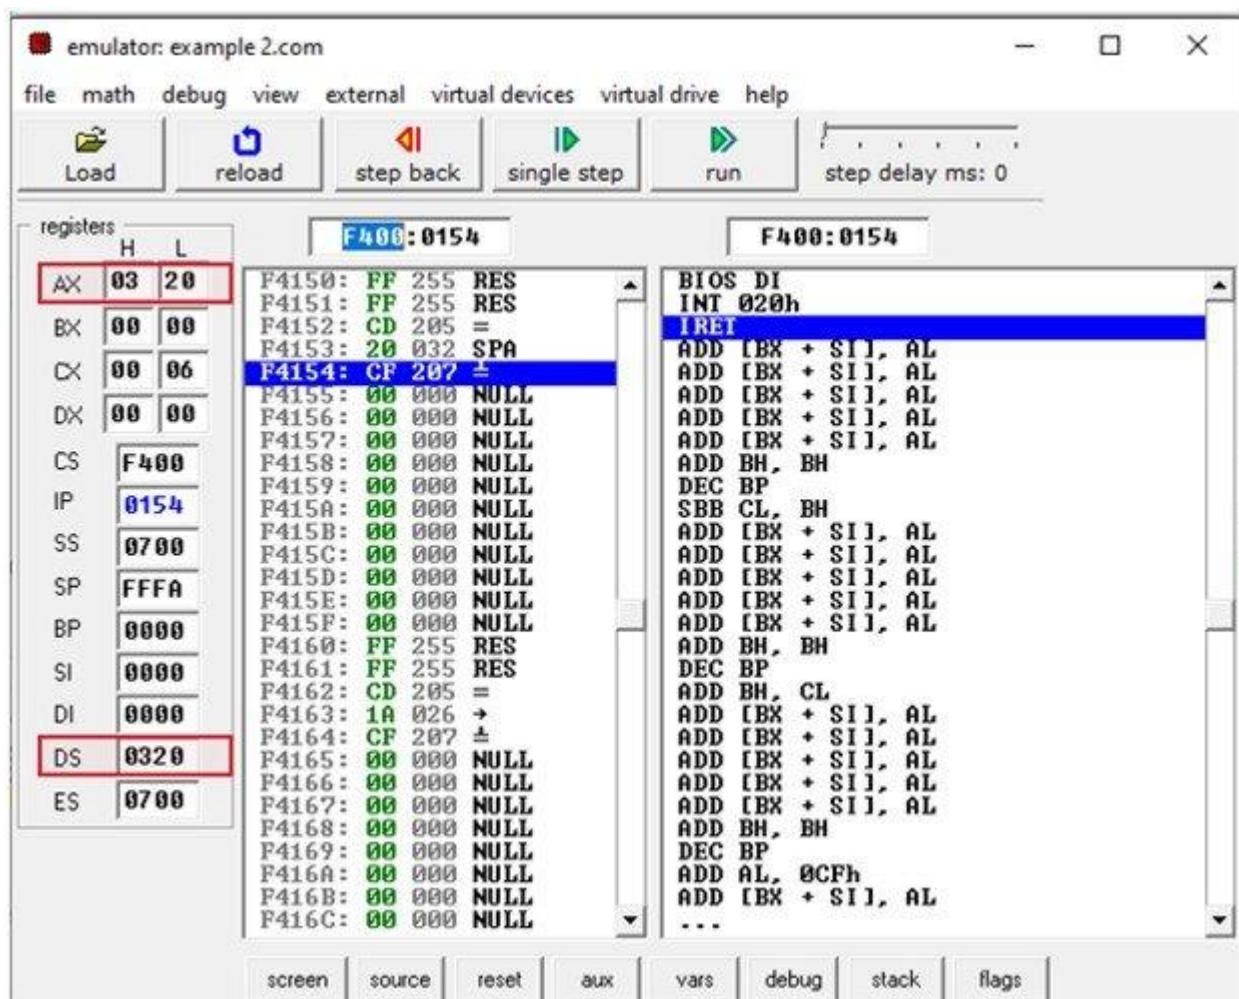 emulator: example 2.com
file math debug view external virtual devices virtual drive help
Load reload step back single step run step delay ms: 0
registers
H L
AX 03 20
BX 00 00
CX 00 06
DX 00 00
CS F400
IP 0154
SS 0700
SP FFFA
BP 0000
SI 0000
DI 0000
DS 0320
ES 0700
F400:0154
F4150: FF 255 RES
F4151: FF 255 RES
F4152: CD 205 =
F4153: 20 032 SPA
F4154: CF 207 ╧
F4155: 00 000 NULL
F4156: 00 000 NULL
F4157: 00 000 NULL
F4158: 00 000 NULL
F4159: 00 000 NULL
F415A: 00 000 NULL
F415B: 00 000 NULL
F415C: 00 000 NULL
F415D: 00 000 NULL
F415E: 00 000 NULL
F415F: 00 000 NULL
F4160: FF 255 RES
F4161: FF 255 RES
F4162: CD 205 =
F4163: 1A 026 →
F4164: CF 207 ╧
F4165: 00 000 NULL
F4166: 00 000 NULL
F4167: 00 000 NULL
F4168: 00 000 NULL
F4169: 00 000 NULL
F416A: 00 000 NULL
F416B: 00 000 NULL
F416C: 00 000 NULL
F400:0154
BIOS DI
INT 020h
IRET
ADD [BX + SI], AL
ADD [BX + SI], AL
ADD [BX + SI], AL
ADD [BX + SI], AL
ADD [BX + SI], AL
ADD BH, BH
DEC BP
SBB CL, BH
ADD [BX + SI], AL
ADD [BX + SI], AL
ADD [BX + SI], AL
ADD [BX + SI], AL
ADD [BX + SI], AL
ADD BH, BH
DEC BP
ADD BH, CL
ADD [BX + SI], AL
ADD [BX + SI], AL
ADD [BX + SI], AL
ADD [BX + SI], AL
ADD [BX + SI], AL
ADD BH, BH
DEC BP
ADD AL, 0CFh
ADD [BX + SI], AL
...
screen source reset aux vars debug stack flags